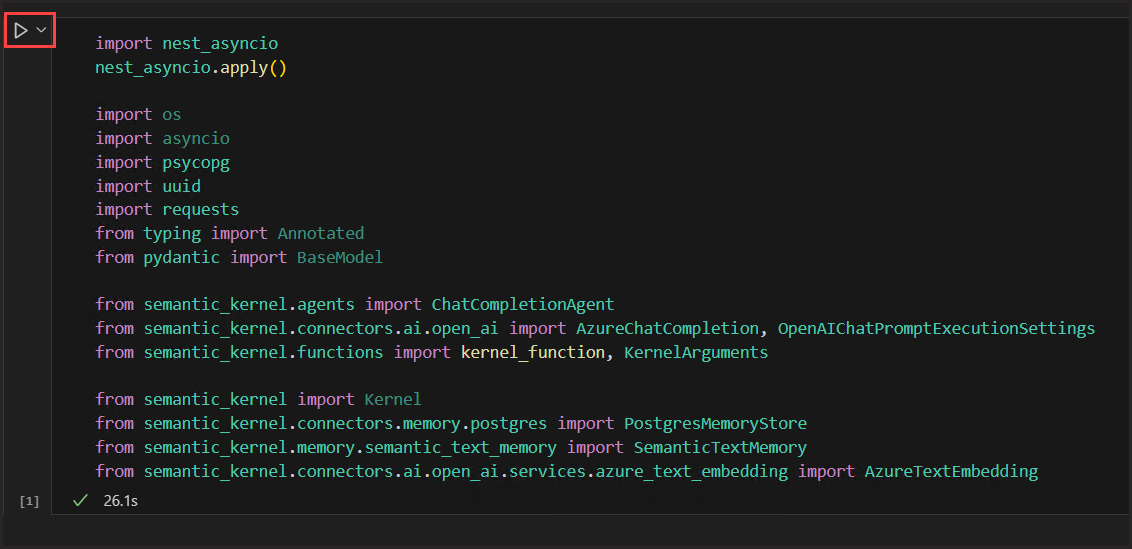 import nest_asyncio
nest_asyncio.apply()
import os
import asyncio
import psycopg
import uuid
import requests
from typing import Annotated
from pydantic import BaseModel
from semantic_kernel.agents import ChatCompletionAgent
from semantic_kernel.connectors.ai.open_ai import AzureChatCompletion, OpenAIChatPromptExecutionSettings
from semantic_kernel.functions import kernel_function, KernelArguments
from semantic_kernel import Kernel
from semantic_kernel.connectors.memory.postgres import PostgresMemoryStore
from semantic_kernel.memory.semantic_text_memory import SemanticTextMemory
from semantic_kernel.connectors.ai.open_ai.services.azure_text_embedding import AzureTextEmbedding
[1] 26.1s